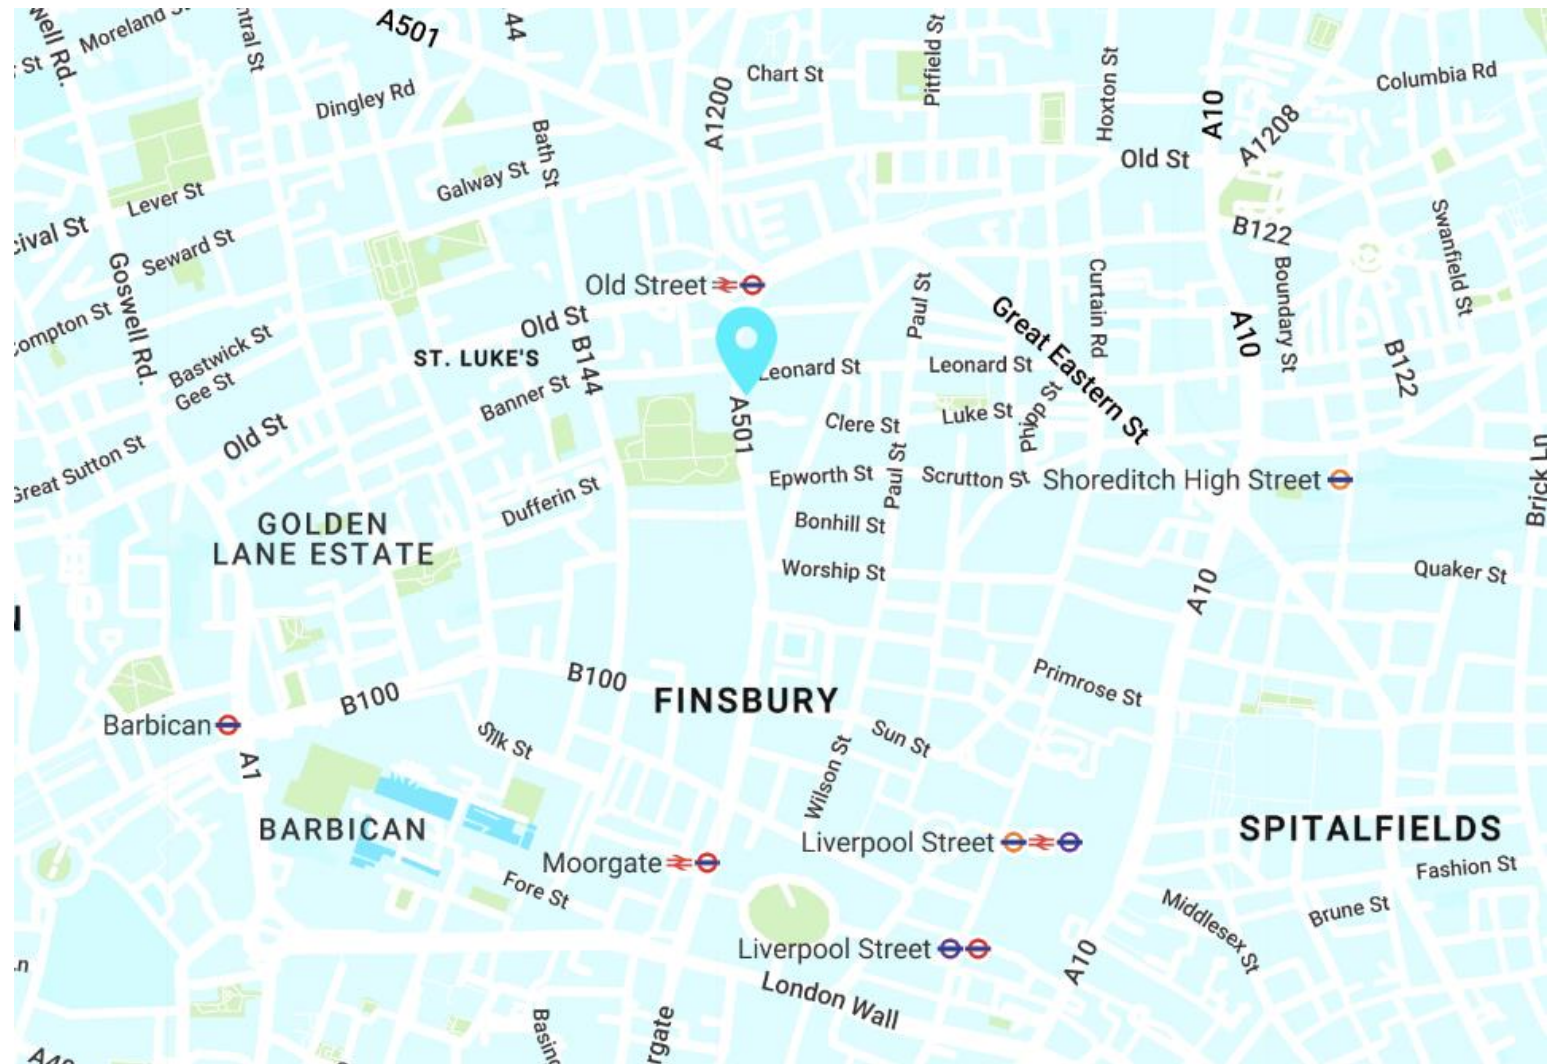 Moreland St
A501
Chart St
Pitfield St
Hoxton St
A10
A1208
Columbia Rd
Dingley Rd
A1200
Bath St
Old St
Galway St
Lever St
Seward St
Goswell Rd.
B122
Boundary St
Swanfield St
Old Street
Paul St
Curtain Rd
Great Eastern St
A10
B122
Old St
ST. LUKE'S
B144
Leonard St
Leonard St
Bastwick St
Gee St
Banner St
A501
Clere St
Luke St
Phipp St
Old St
Great Sutton St
Epworth St
Paul St
Scrutton St
Shoreditch High Street
Brick Ln
Dufferin St
GOLDEN
LANE ESTATE
Bonhill St
Worship St
A10
Quaker St
B100
B100
FINSBURY
Primrose St
Barbican
A1
Silk St
Wilson St
Sun St
BARBICAN
Moorgate
Liverpool Street
SPITALFIELDS
Fore St
Fashion St
Brune St
Middlesex St
Liverpool Street
A10
London Wall